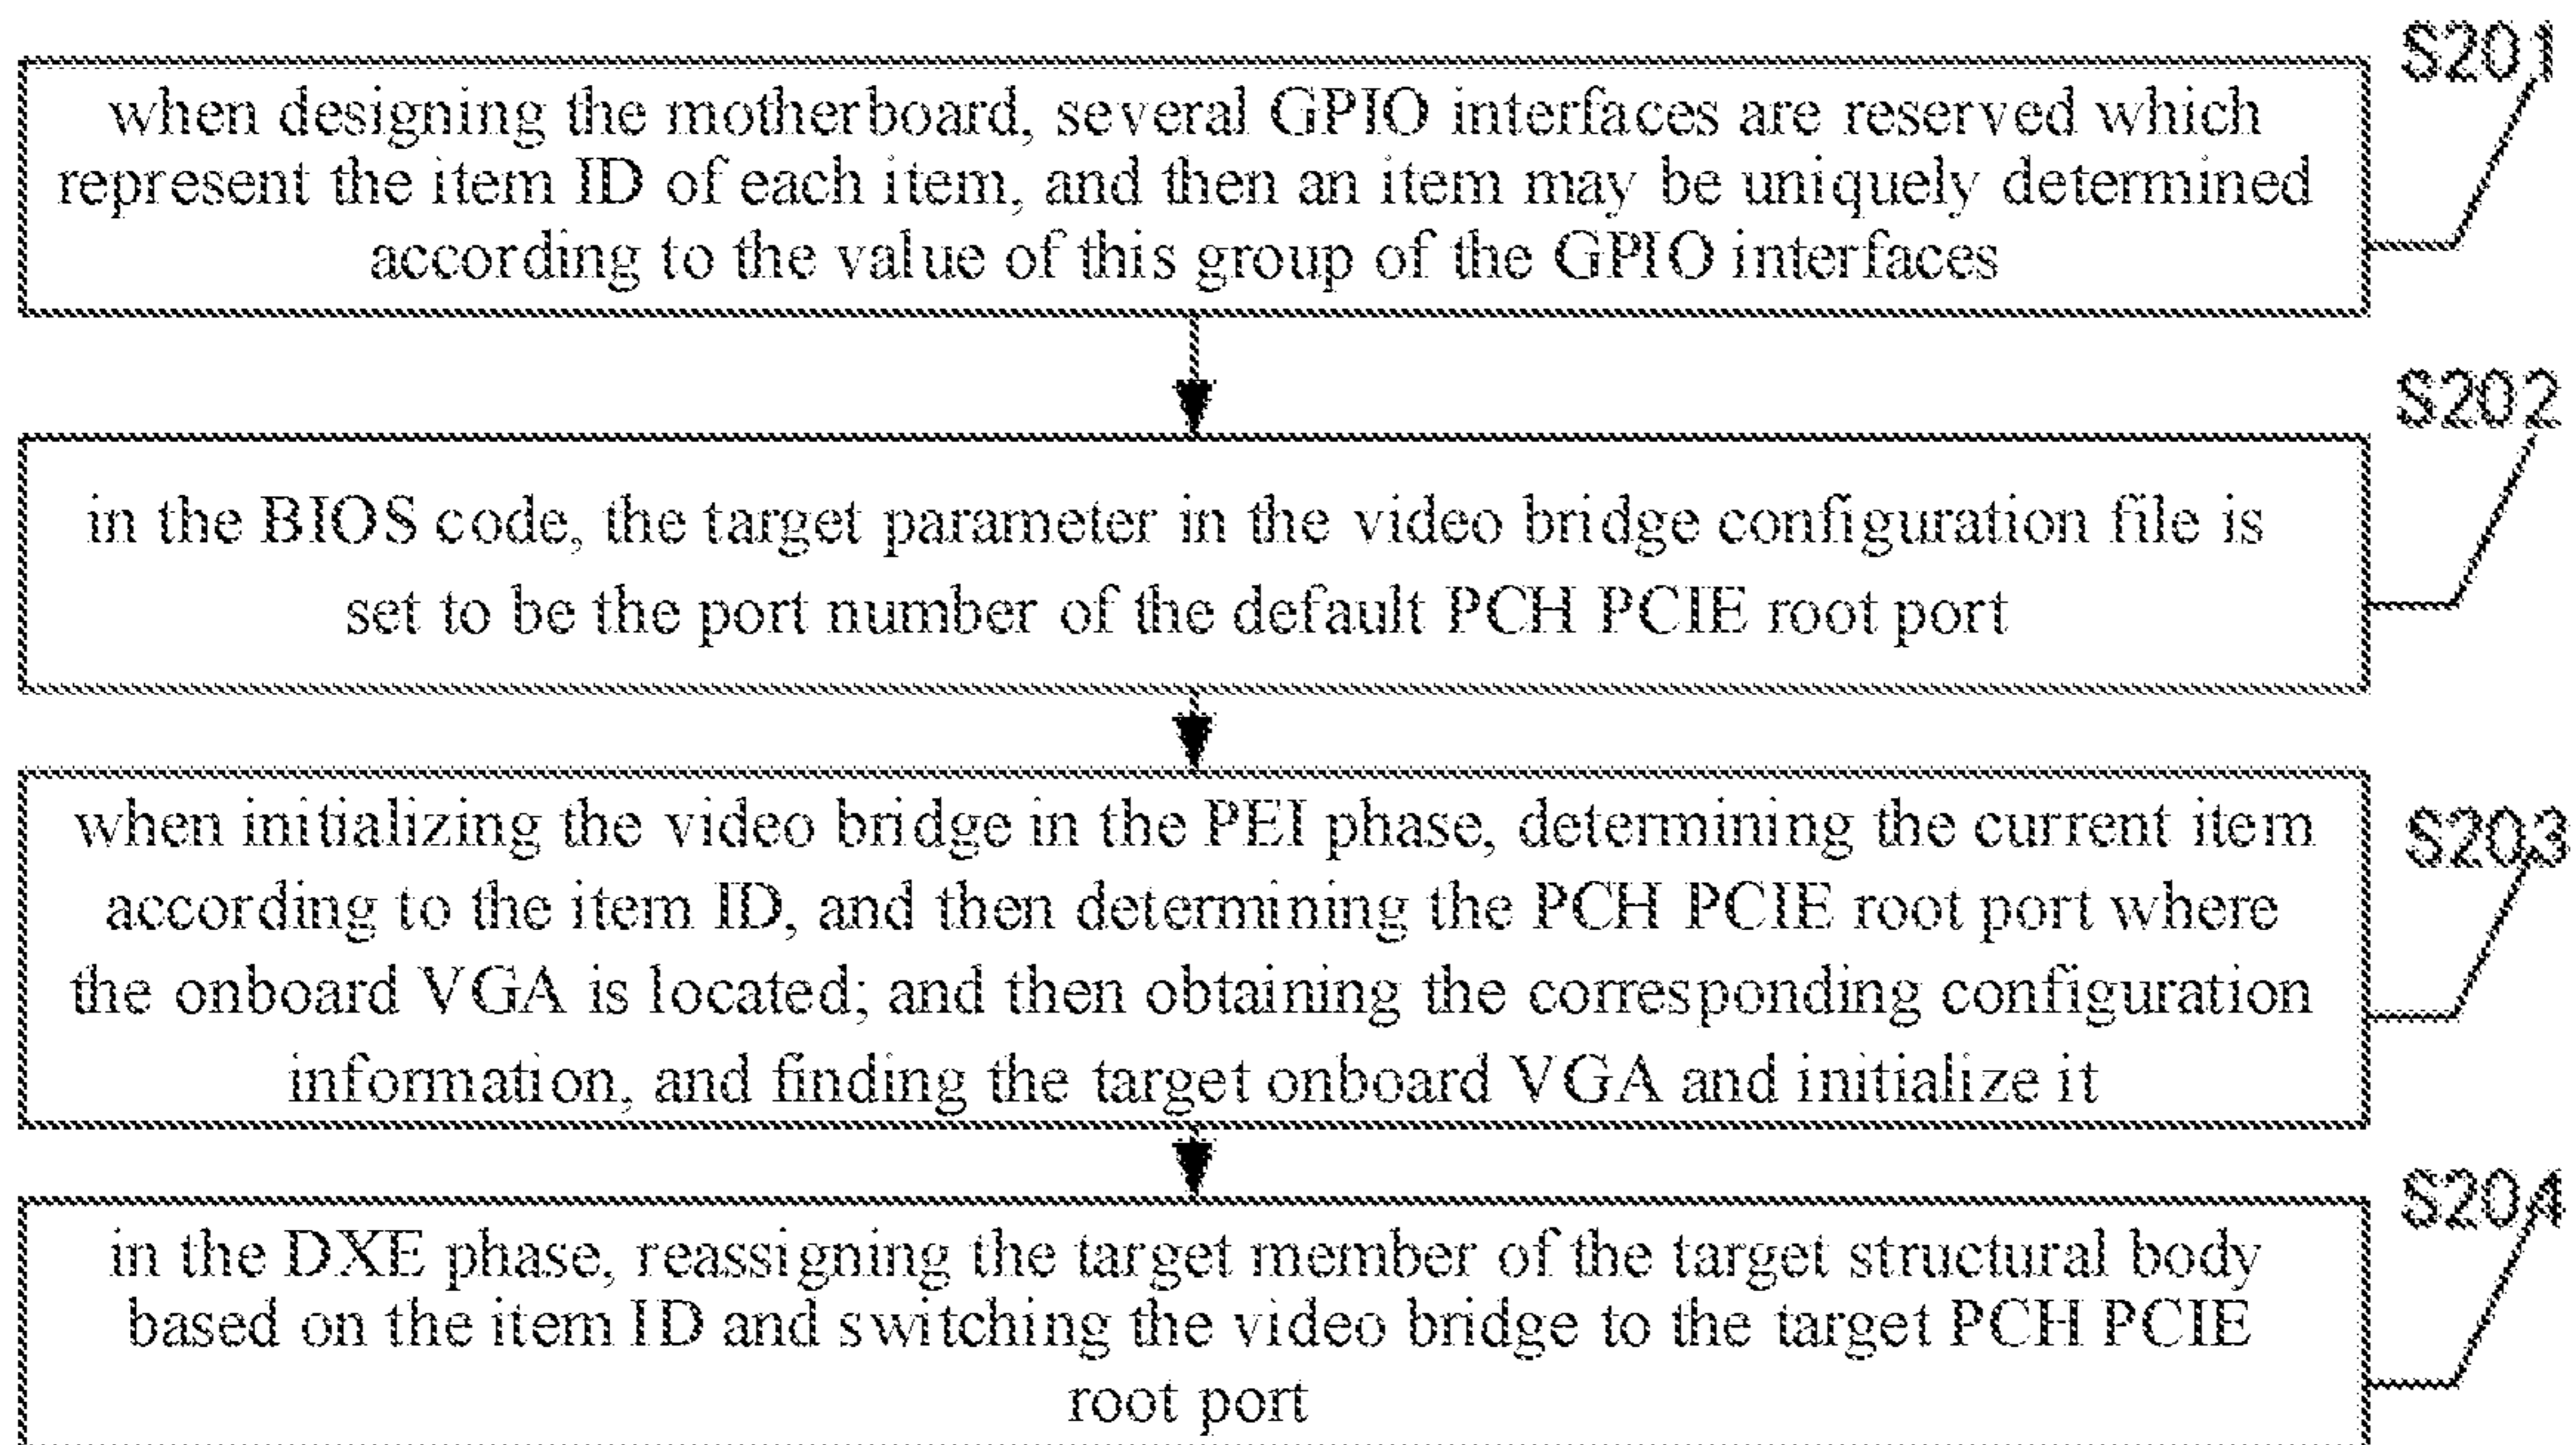 S201
when designing the motherboard, several GPIO interfaces are reserved which
represent the item ID of each item, and then an item may be uniquely determined
according to the value of this group of the GPIO interfaces
S202
in the BIOS code, the target parameter in the video bridge configuration file is
set to be the port number of the default PCH PCIE root port
S203
when initializing the video bridge in the PEI phase, determining the current item
according to the item ID, and then determining the PCH PCIE root port where
the onboard VGA is located; and then obtaining the corresponding configuration
information, and finding the target onboard VGA and initialize it
S204
in the DXE phase, reassigning the target member of the target structural body
based on the item ID and switching the video bridge to the target PCH PCIE
root port